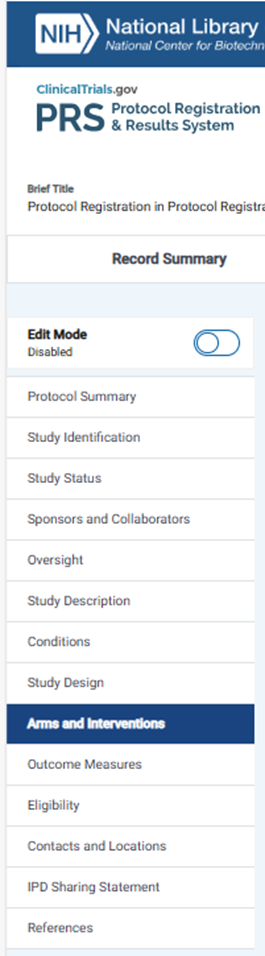 NIH National Library
National Center for Biotechn
ClinicalTrials.gov
PRS Protocol Registration
& Results System
Brief Title
Protocol Registration in Protocol Registra
Record Summary
Edit Mode
Disabled
Protocol Summary
Study Identification
Study Status
Sponsors and Collaborators
Oversight
Study Description
Conditions
Study Design
Arms and Interventions
Outcome Measures
Eligibility
Contacts and Locations
IPD Sharing Statement
References